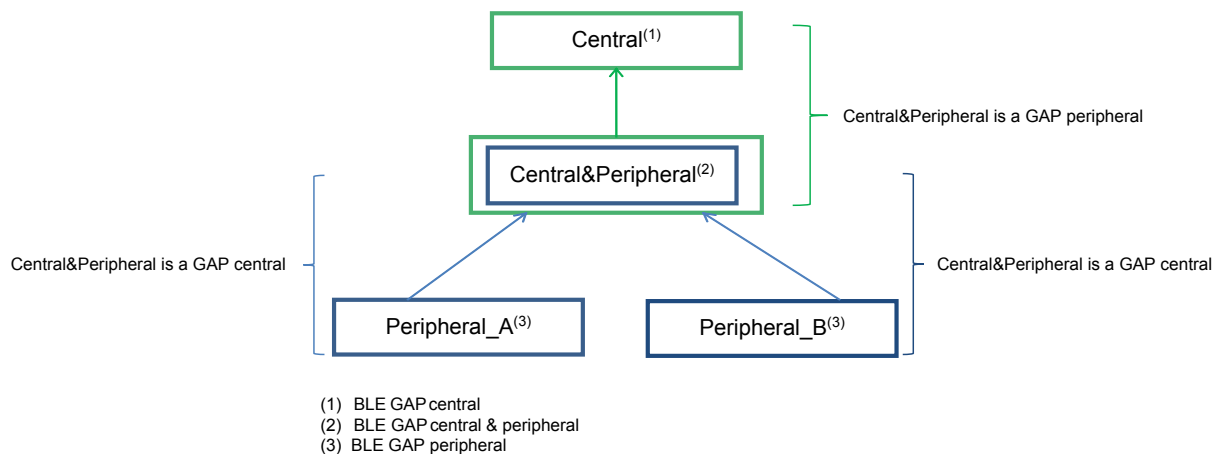 Central(1)
Central&Peripheral is a GAP peripheral
Central&Peripheral(2)
Central&Peripheral is a GAP central
Central&Peripheral is a GAP central
Peripheral_A(3)
Peripheral_B(3)
(1) BLE GAP central
(2) BLE GAP central & peripheral
(3) BLE GAP peripheral